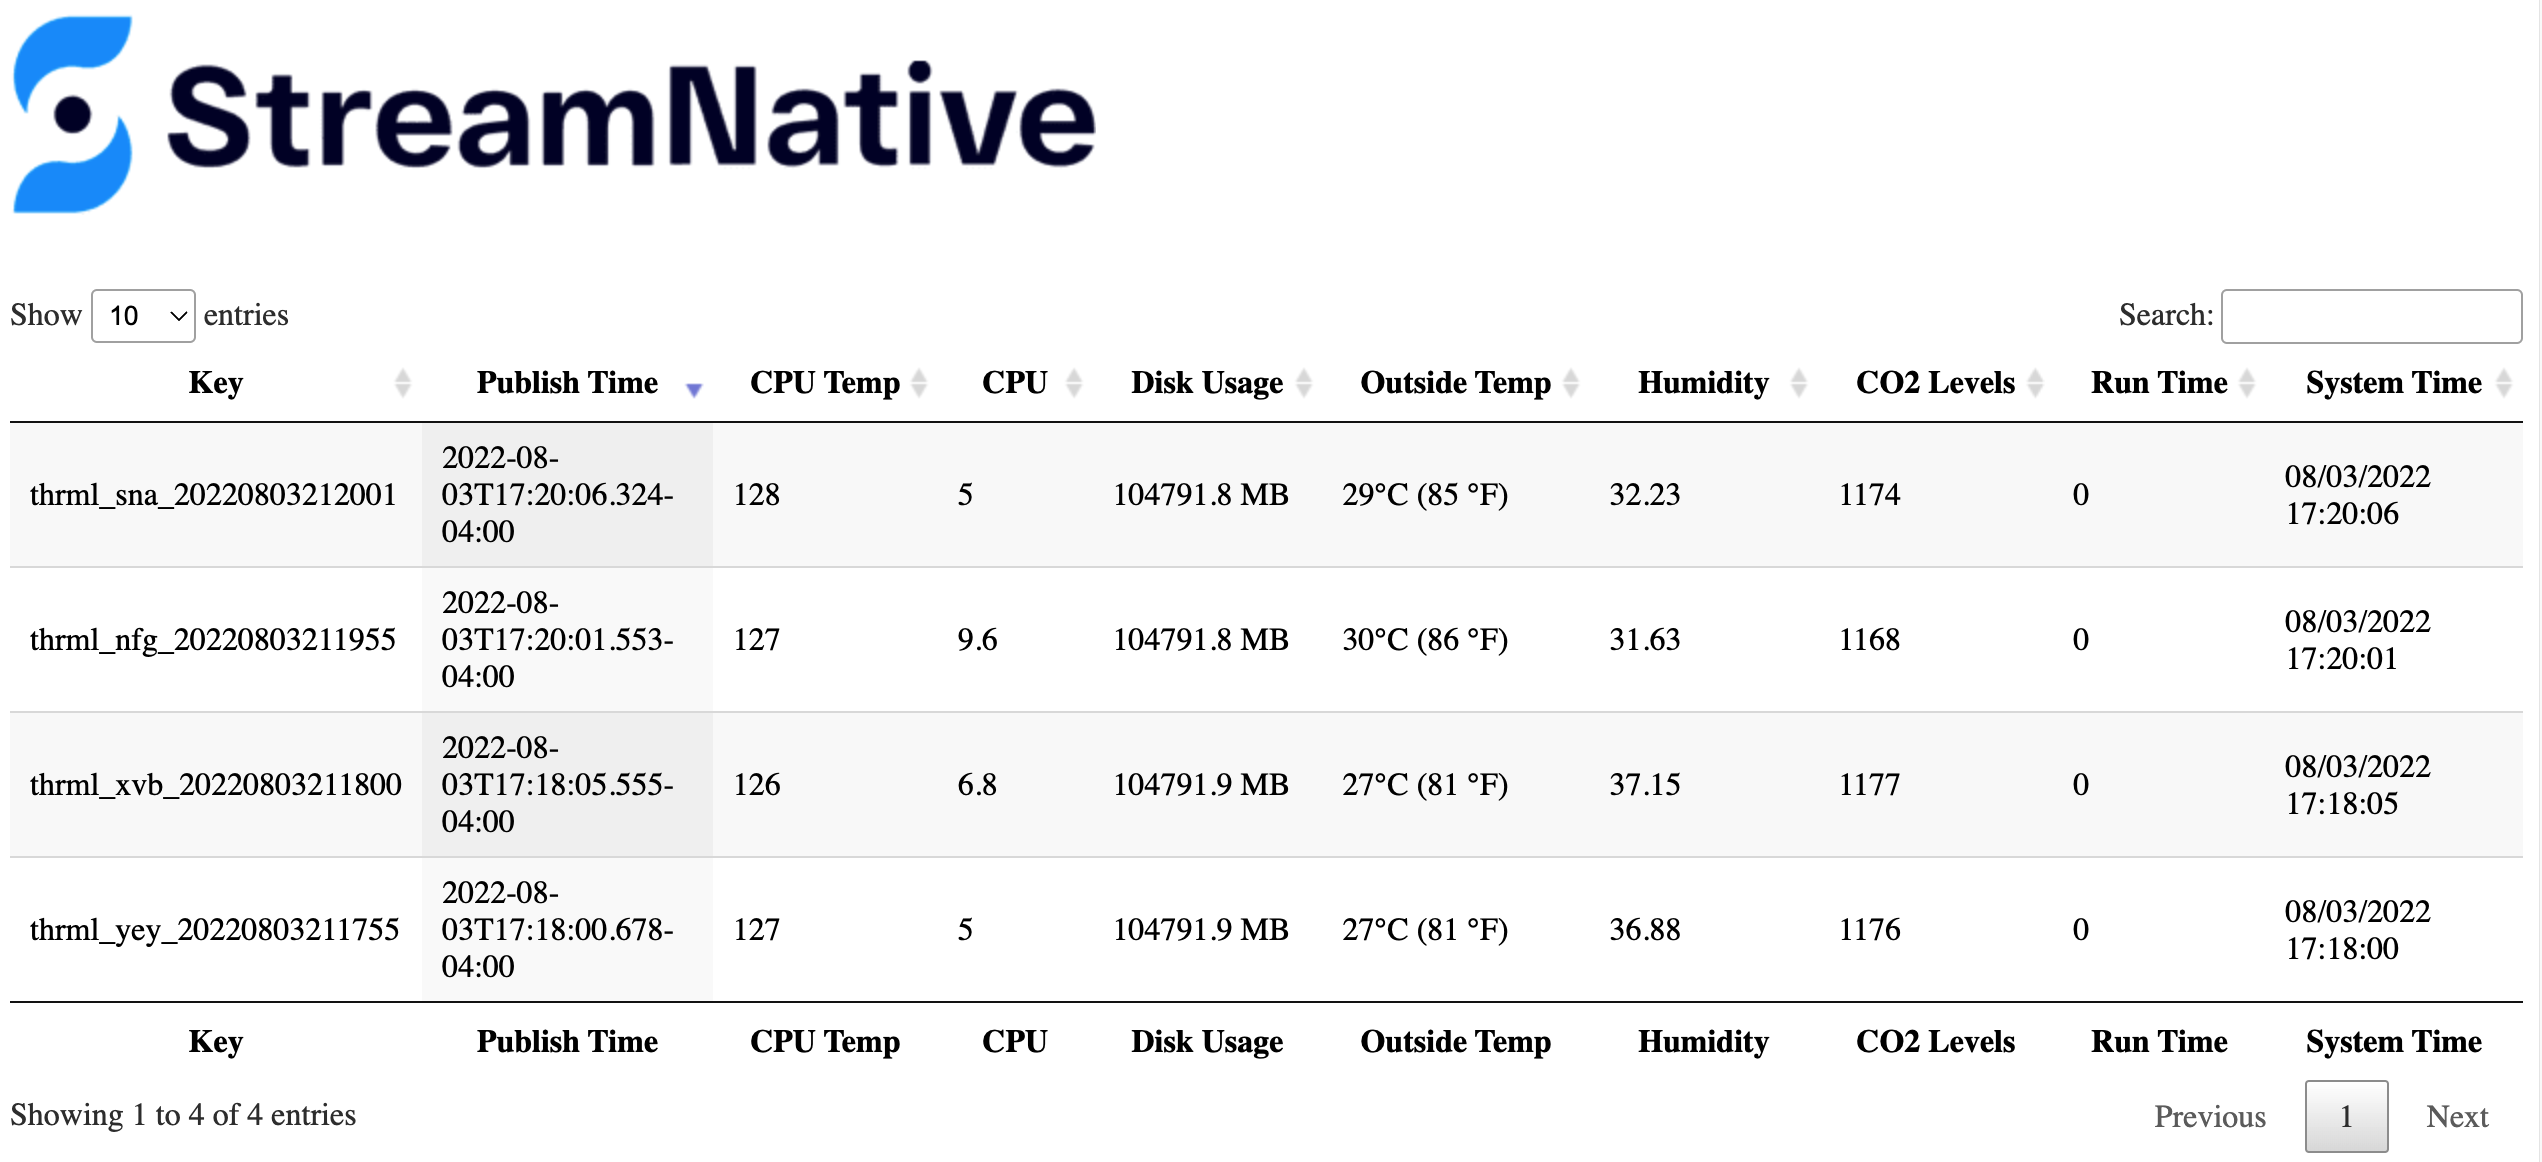 StreamNative
Show 10 entries
Search:
Key Publish Time CPU Temp CPU Disk Usage Outside Temp Humidity CO2 Levels Run Time System Time
thrml_sna_20220803212001 2022-08-03T17:20:06.324-04:00 128 5 104791.8 MB 29°C (85 °F) 32.23 1174 0 08/03/2022 17:20:06
thrml_nfg_20220803211955 2022-08-03T17:20:01.553-04:00 127 9.6 104791.8 MB 30°C (86 °F) 31.63 1168 0 08/03/2022 17:20:01
thrml_xvb_20220803211800 2022-08-03T17:18:05.555-04:00 126 6.8 104791.9 MB 27°C (81 °F) 37.15 1177 0 08/03/2022 17:18:05
thrml_yey_20220803211755 2022-08-03T17:18:00.678-04:00 127 5 104791.9 MB 27°C (81 °F) 36.88 1176 0 08/03/2022 17:18:00
Key Publish Time CPU Temp CPU Disk Usage Outside Temp Humidity CO2 Levels Run Time System Time
Showing 1 to 4 of 4 entries
Previous 1 Next